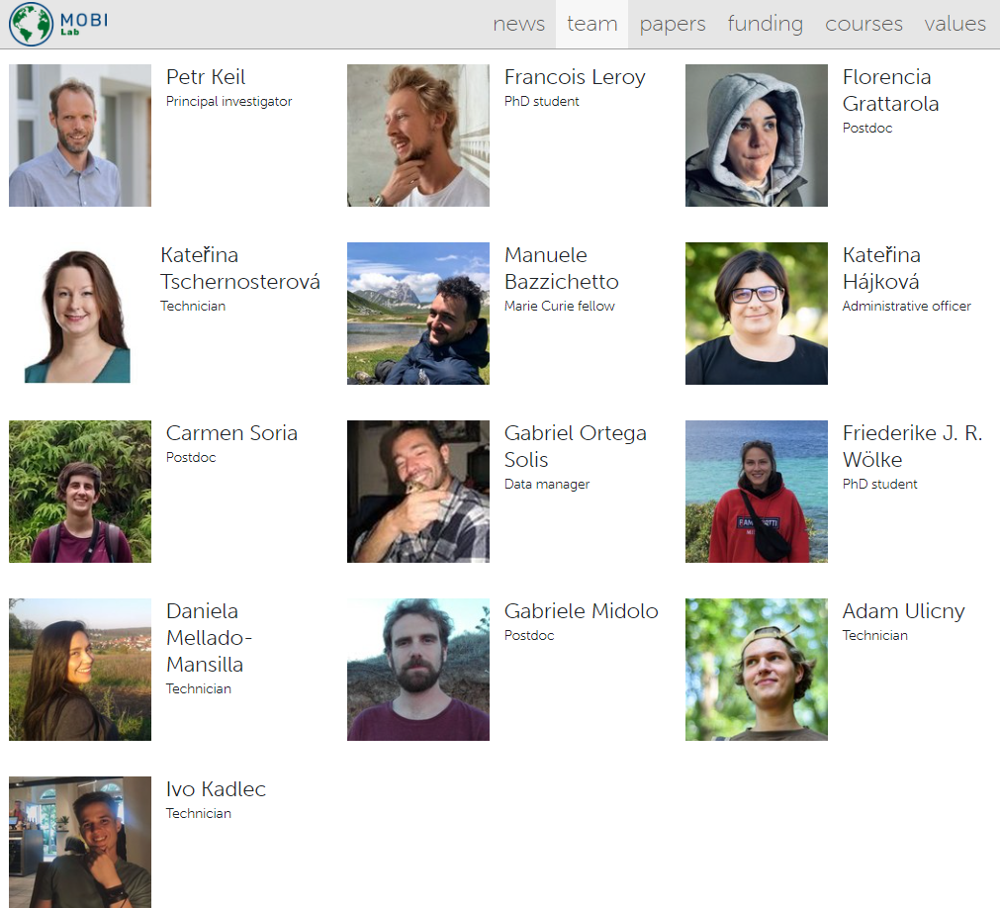 MOBI
Lab
news team papers funding courses values
Petr Keil
Principal investigator
Francois Leroy
PhD student
Florencia
Grattarola
Postdoc
Kateřina
Tschernosterová
Technician
Manuele
Bazzichetto
Marie Curie fellow
Kateřina
Hájková
Administrative officer
Carmen Soria
Postdoc
Gabriel Ortega
Solis
Data manager
Friederike J. R.
Wölke
PhD student
Daniela
Mellado-
Mansilla
Technician
Gabriele Midolo
Postdoc
Adam Ulicny
Technician
Ivo Kadlec
Technician